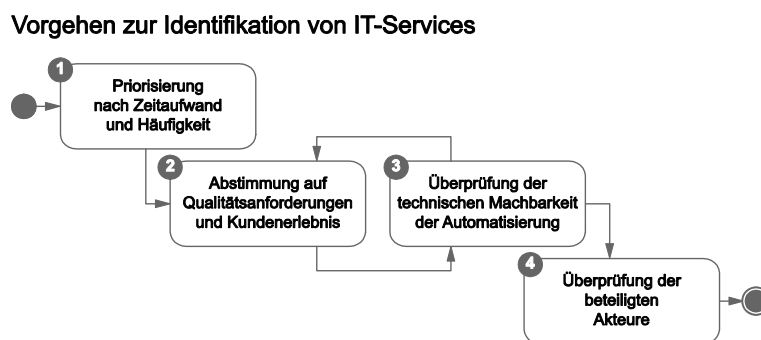 Vorgehen zur Identifikation von IT-Services
1
Priorisierung
nach Zeitaufwand
und Häufigkeit
2
Abstimmung auf
Qualitätsanforderungen
und Kundenerlebnis
3
Überprüfung der
technischen Machbarkeit
der Automatisierung
4
Überprüfung der
beteiligten
Akteure